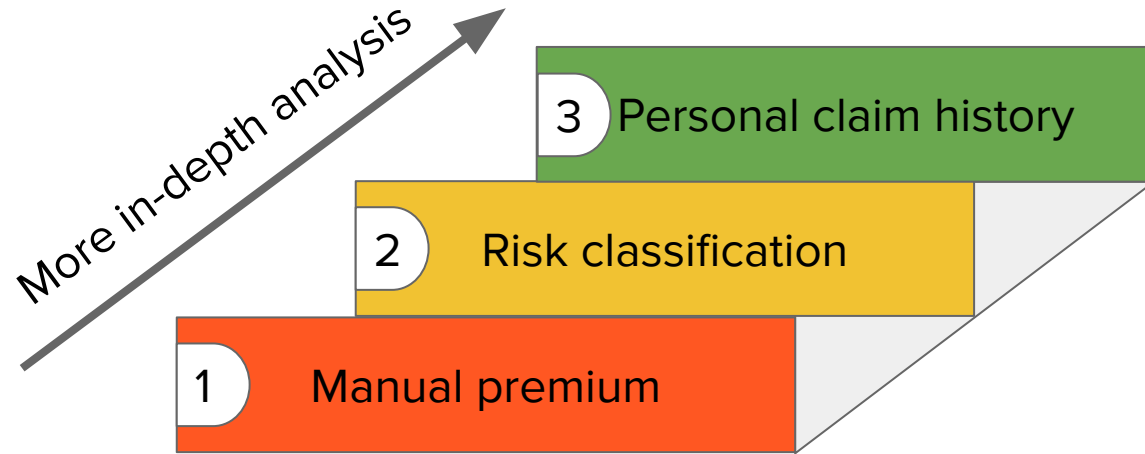 More in-depth analysis
3 Personal claim history
2 Risk classification
1 Manual premium